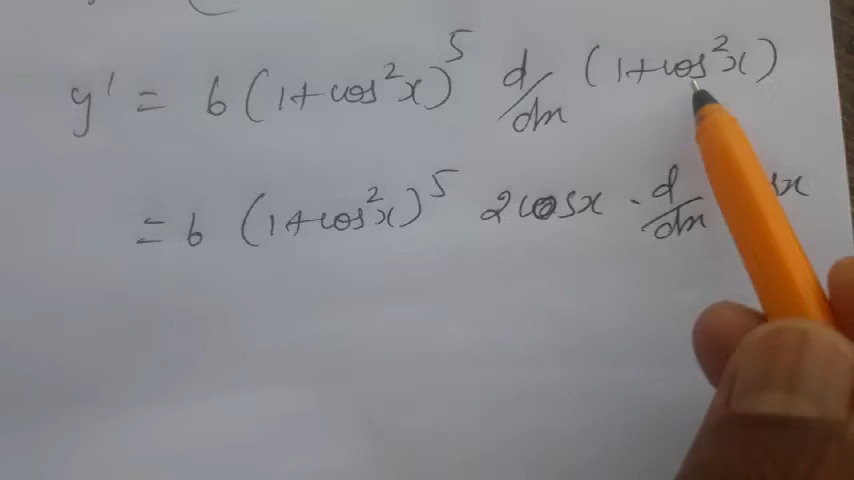 y' = 6 (1+cos²x)⁵ d/dx (1+cos²x)
= 6 (1+cos²x)⁵ 2cosx · d/dx